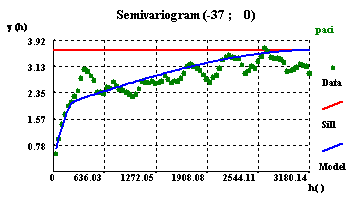 Semivariogram (-37 ; 0)
γ (h)
paci
3.92
3.13
2.35
1.57
0.78
Data
Sill
Model
0 636.03 1272.05 1908.08 2544.11 3180.14
h( )